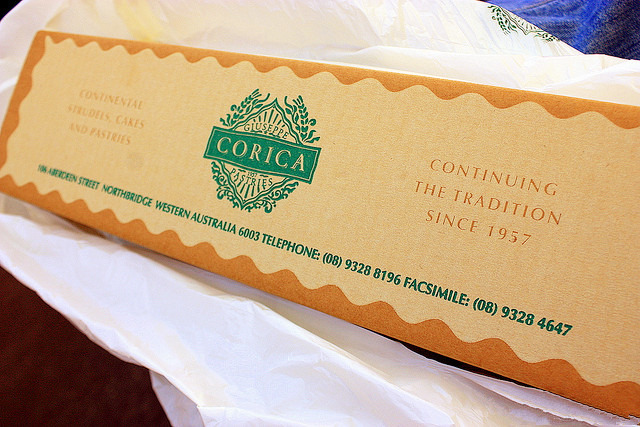 CONTINENTAL
STRUDELS, CAKES
AND PASTRIES
GIUSEPPE
CORICA
1957
PASTRIES
CONTINUING
THE TRADITION
SINCE 1957
106 ABERDEEN STREET NORTHBRIDGE WESTERN AUSTRALIA 6003 TELEPHONE: (08) 9328 8196 FACSIMILE: (08) 9328 4647